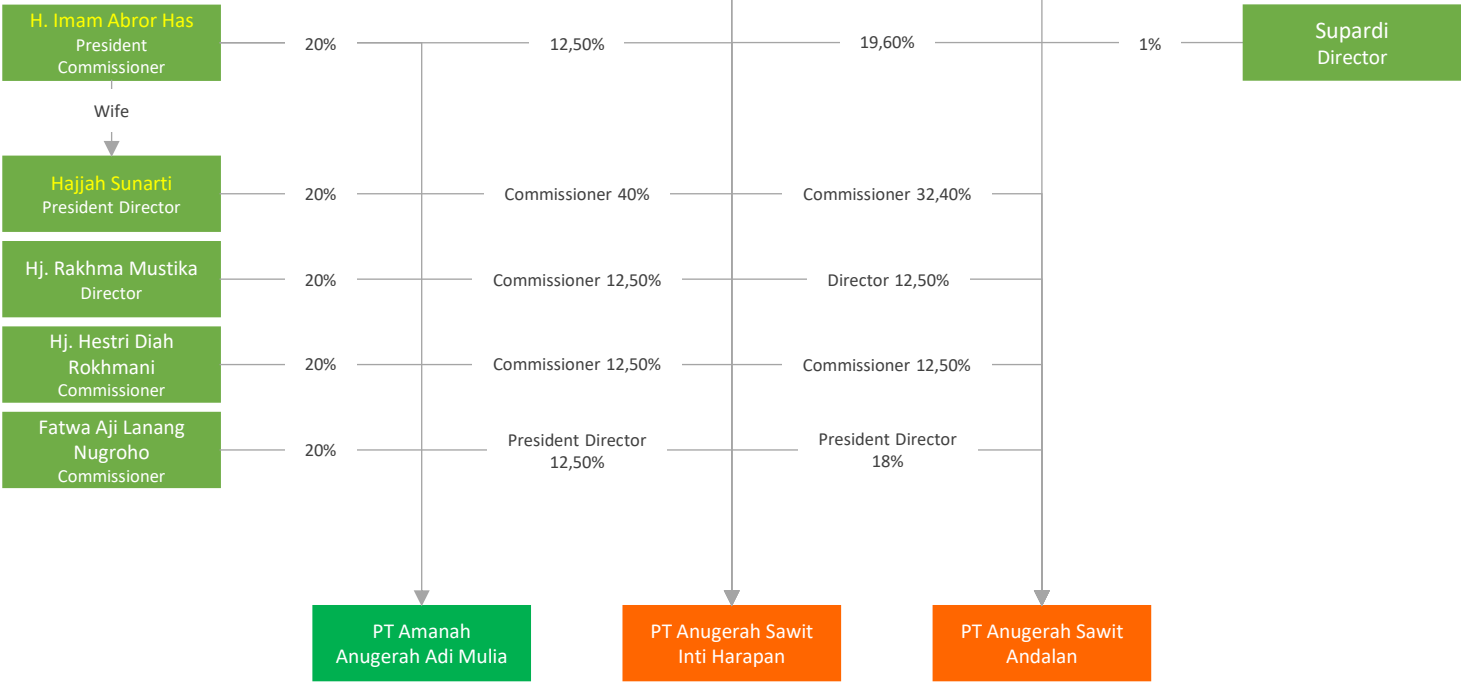 H. Imam Abror Has
President
Commissioner
20%
12,50%
19,60%
1%
Supardi
Director
Wife
Hajjah Sunarti
President Director
20%
Commissioner 40%
Commissioner 32,40%
Hj. Rakhma Mustika
Director
20%
Commissioner 12,50%
Director 12,50%
Hj. Hestri Diah
Rokhmani
Commissioner
20%
Commissioner 12,50%
Commissioner 12,50%
Fatwa Aji Lanang
Nugroho
Commissioner
20%
President Director
12,50%
President Director
18%
PT Amanah
Anugerah Adi Mulia
PT Anugerah Sawit
Inti Harapan
PT Anugerah Sawit
Andalan